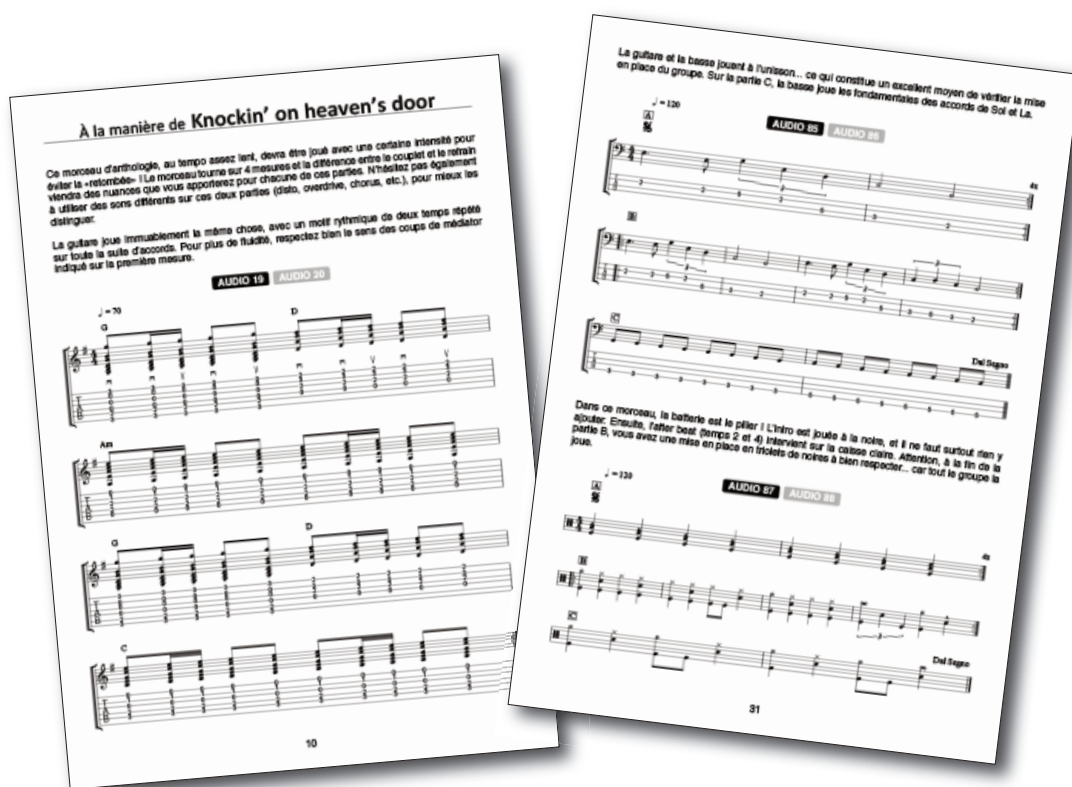 À la manière de Knockin' on heaven's door
Ce morceau d'anthologie, au tempo assez lent, devra être joué avec une certaine intensité pour
éviter la «retombée» ! Le morceau tourne sur 4 mesures et la différence entre le couplet et le refrain
viendra des nuances que vous apporterez pour chacune de ces parties. N'hésitez pas également
à utiliser des sons différents sur ces deux parties (disto, overdrive, chorus, etc.), pour mieux les
distinguer.
La guitare joue immuablement la même chose, avec un motif rythmique de deux temps répété
sur toute la suite d'accords. Pour plus de fluidité, respectez bien le sens des coups de médiator
indiqué sur la première mesure.
AUDIO 19 AUDIO 20
♩ = 70
G D
Am
G D
C
10
La guitare et la basse jouent à l'unisson... ce qui constitue un excellent moyen de vérifier la mise
en place du groupe. Sur la partie C, la basse joue les fondamentales des accords de Sol et La.
♩ = 120
A
AUDIO 85 AUDIO 86
4x
B
C
Dal Segno
Dans ce morceau, la batterie est le pilier ! L'intro est jouée à la noire, et il ne faut surtout rien y
ajouter. Ensuite, l'after beat (temps 2 et 4) intervient sur la caisse claire. Attention, à la fin de la
partie B, vous avez une mise en place en triolets de noires à bien respecter... car tout le groupe la
joue.
♩ = 120
A
AUDIO 87 AUDIO 88
4x
B
C
Dal Segno
31